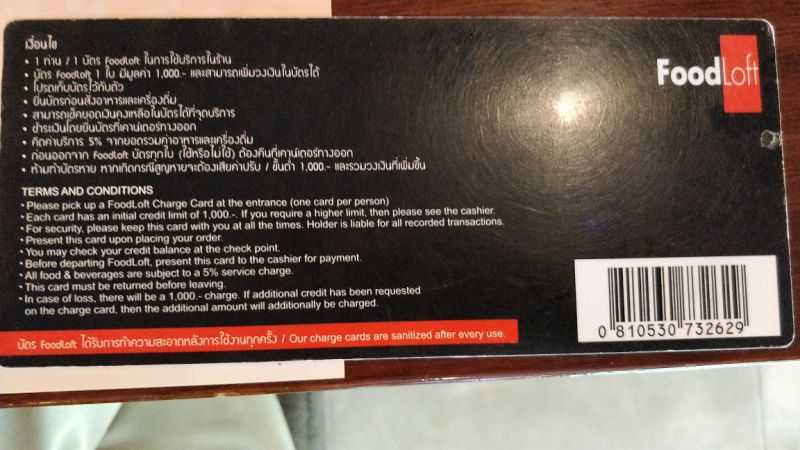 เงื่อนไข
• 1 ท่าน / 1 บัตร FoodLoft ในการใช้บริการในร้าน
• บัตร FoodLoft 1 ใบ มีมูลค่า 1,000.- และสามารถเพิ่มวงเงินในบัตรได้
• โปรดเก็บบัตรไว้กับตัว
• ยื่นบัตรก่อนสั่งอาหารและเครื่องดื่ม
• สามารถเช็คยอดเงินคงเหลือในบัตรได้ที่จุดบริการ
• ชำระเงินโดยยื่นบัตรที่เคาน์เตอร์ทางออก
• คิดค่าบริการ 5% จากยอดรวมค่าอาหารและเครื่องดื่ม
• ก่อนออกจาก FoodLoft บัตรทุกใบ (ใช้หรือไม่ใช้) ต้องคืนที่เคาน์เตอร์ทางออก
• ห้ามทำบัตรหาย หากเกิดกรณีสูญหายจะต้องเสียค่าปรับ / ขั้นต่ำ 1,000.- และรวมวงเงินที่เพิ่มขึ้น
TERMS AND CONDITIONS
• Please pick up a FoodLoft Charge Card at the entrance (one card per person)
• Each card has an initial credit limit of 1,000.-. If you require a higher limit, then please see the cashier.
• For security, please keep this card with you at all the times. Holder is liable for all recorded transactions.
• Present this card upon placing your order.
• You may check your credit balance at the check point.
• Before departing FoodLoft, present this card to the cashier for payment.
• All food & beverages are subject to a 5% service charge.
• This card must be returned before leaving.
• In case of loss, there will be a 1,000.- charge. If additional credit has been requested
on the charge card, then the additional amount will additionally be charged.
บัตร FoodLoft ได้รับการทำความสะอาดหลังการใช้งานทุกครั้ง / Our charge cards are sanitized after every use.
FoodLoft
0 810530 732629